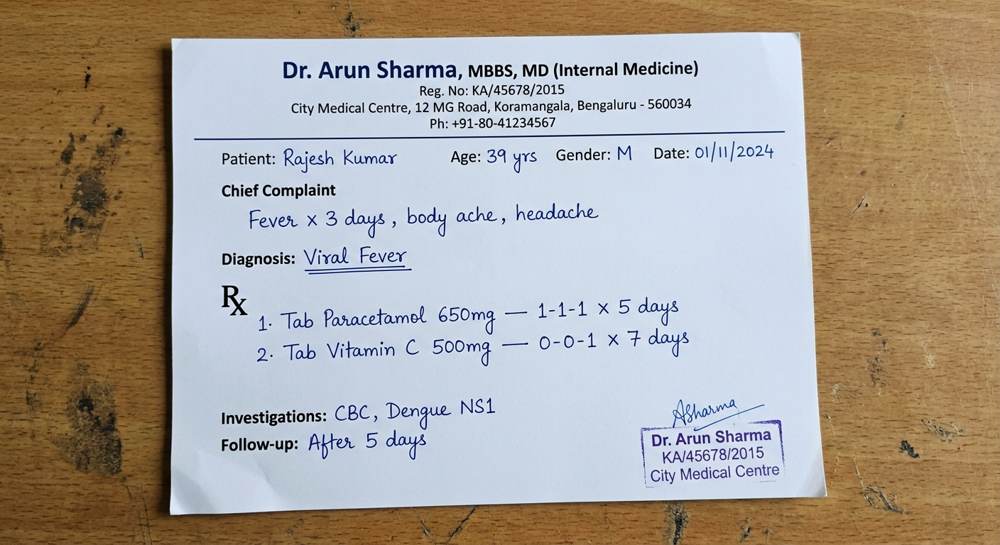 Dr. Arun Sharma, MBBS, MD (Internal Medicine)
Reg. No: KA/45678/2015
City Medical Centre, 12 MG Road, Koramangala, Bengaluru - 560034
Ph: +91-80-41234567
Patient: Rajesh Kumar Age: 39 yrs Gender: M Date: 01/11/2024
Chief Complaint
Fever x 3 days, body ache, headache
Diagnosis: Viral Fever
Rx
1. Tab Paracetamol 650mg — 1-1-1 x 5 days
2. Tab Vitamin C 500mg — 0-0-1 x 7 days
Investigations: CBC, Dengue NS1
Follow-up: After 5 days
ASharma
Dr. Arun Sharma
KA/45678/2015
City Medical Centre